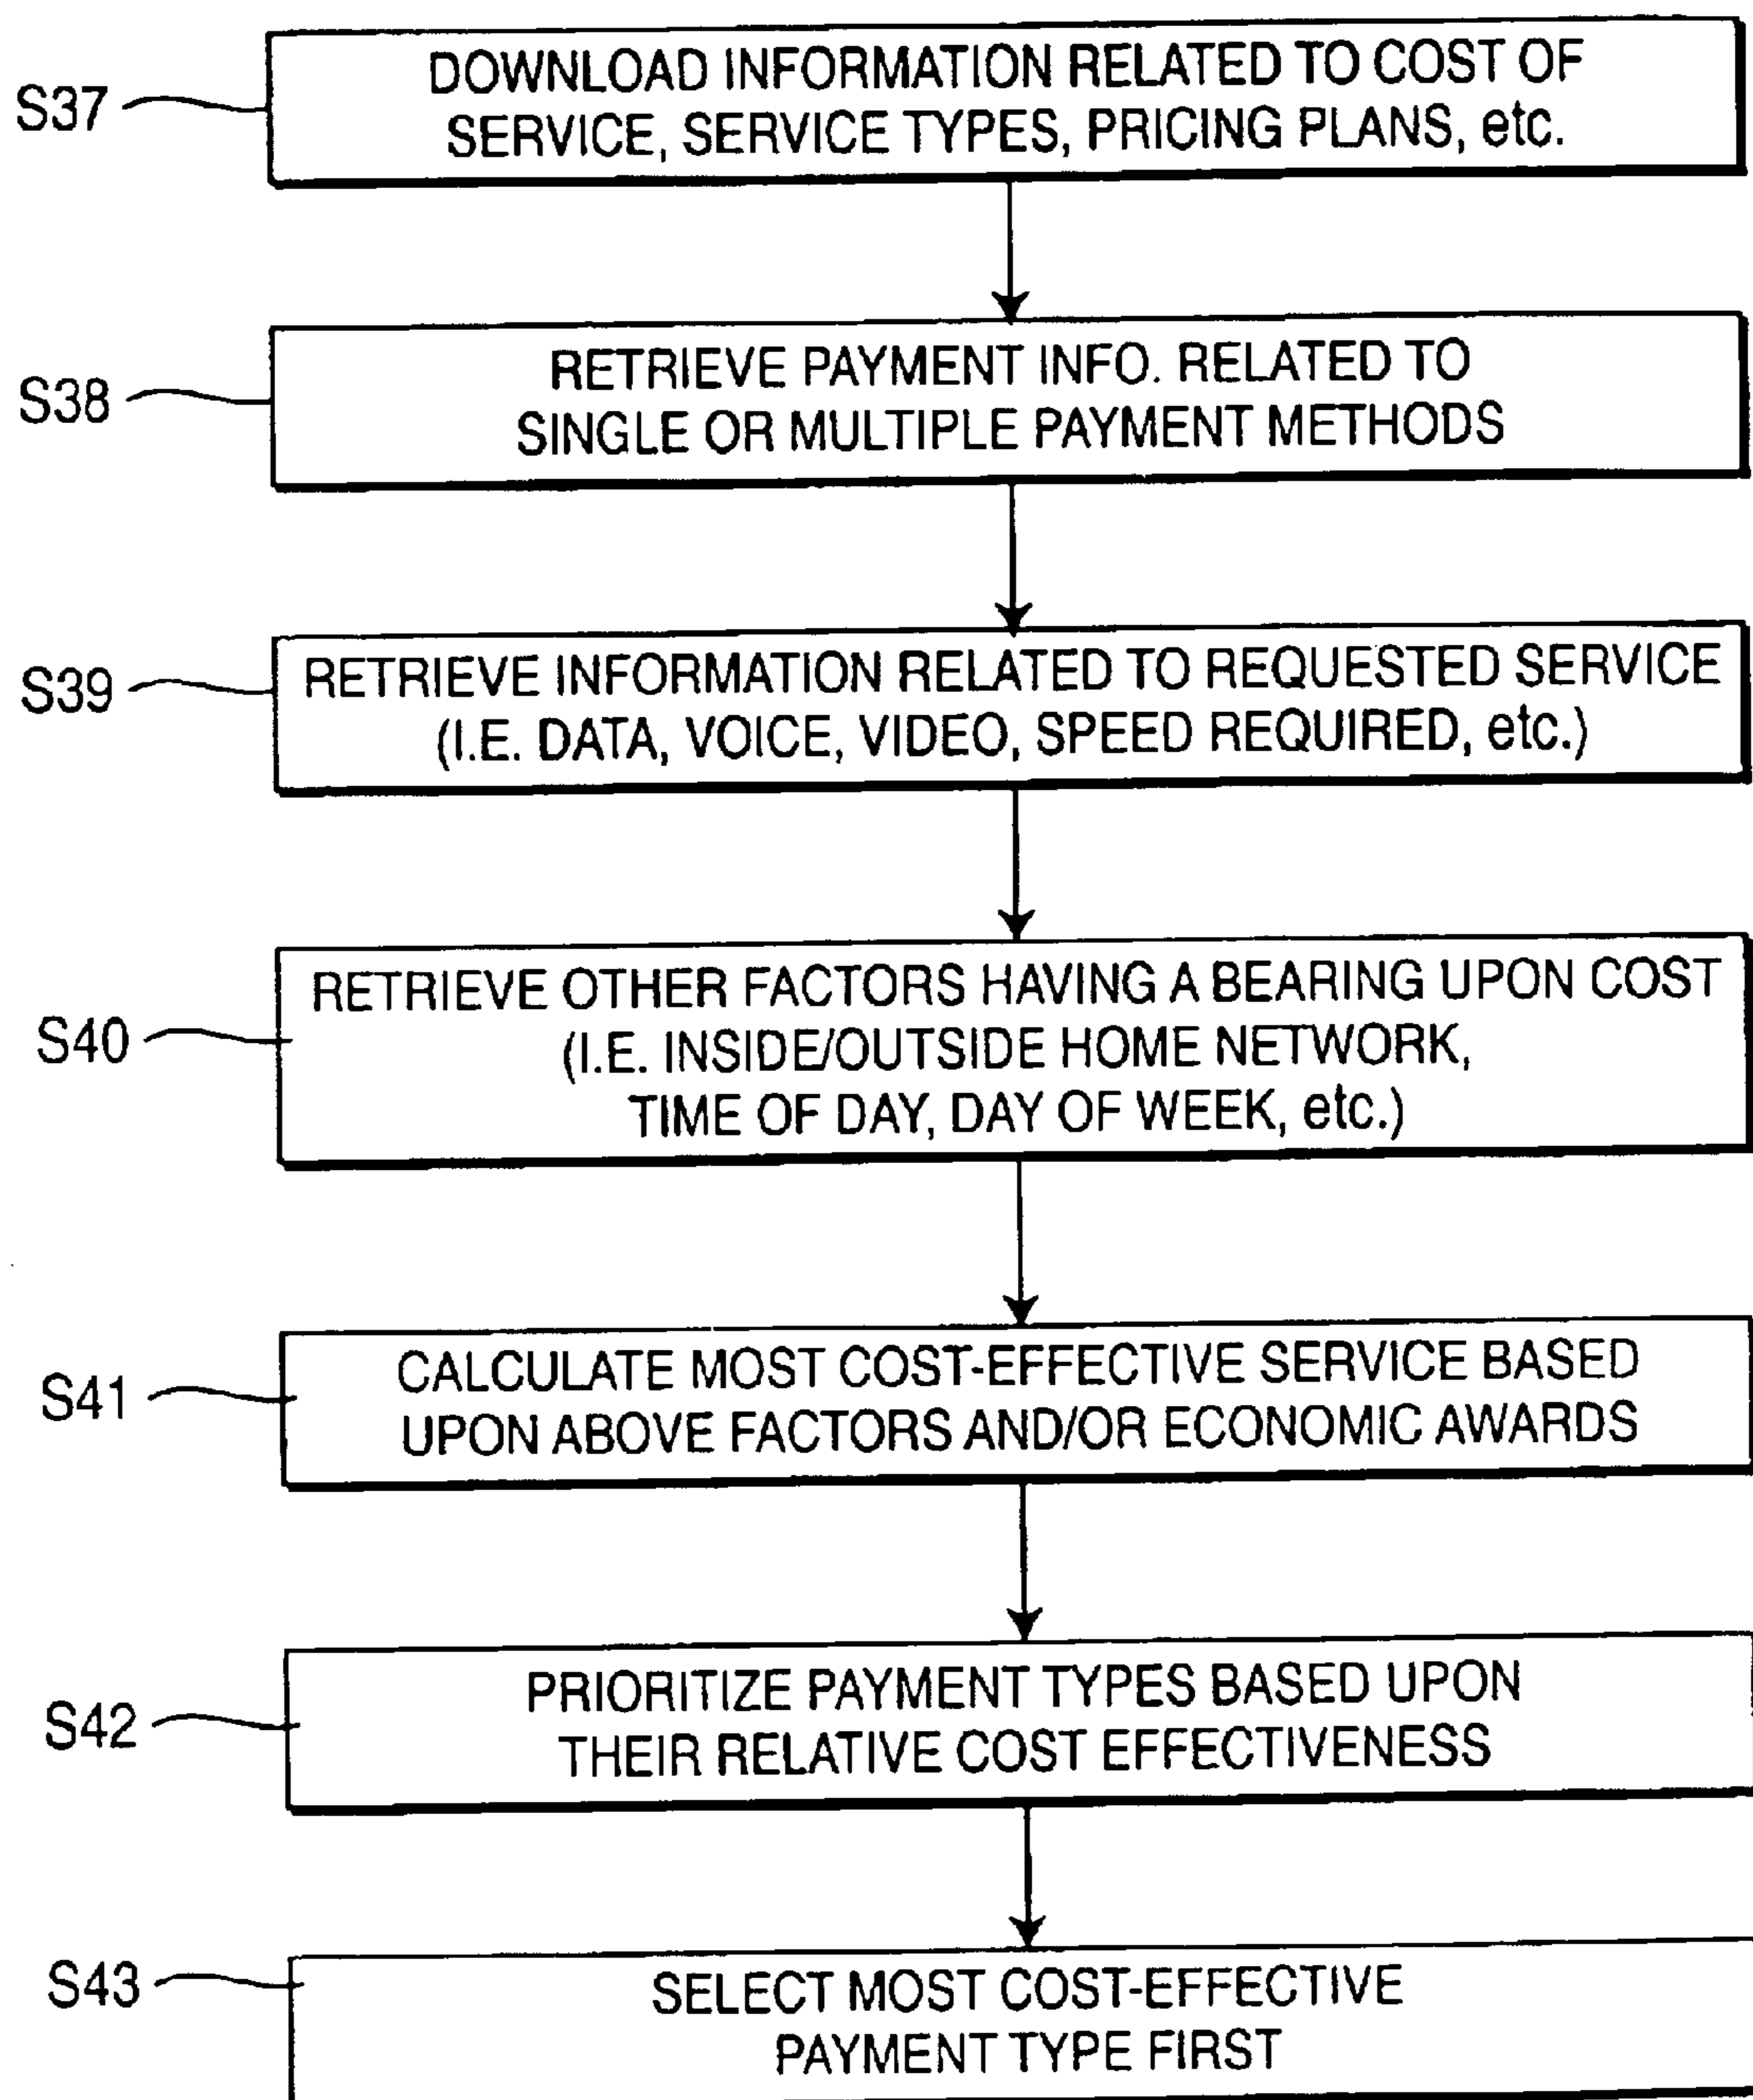 S37
DOWNLOAD INFORMATION RELATED TO COST OF
SERVICE, SERVICE TYPES, PRICING PLANS, etc.
S38
RETRIEVE PAYMENT INFO. RELATED TO
SINGLE OR MULTIPLE PAYMENT METHODS
S39
RETRIEVE INFORMATION RELATED TO REQUESTED SERVICE
(I.E. DATA, VOICE, VIDEO, SPEED REQUIRED, etc.)
S40
RETRIEVE OTHER FACTORS HAVING A BEARING UPON COST
(I.E. INSIDE/OUTSIDE HOME NETWORK,
TIME OF DAY, DAY OF WEEK, etc.)
S41
CALCULATE MOST COST-EFFECTIVE SERVICE BASED
UPON ABOVE FACTORS AND/OR ECONOMIC AWARDS
S42
PRIORITIZE PAYMENT TYPES BASED UPON
THEIR RELATIVE COST EFFECTIVENESS
S43
SELECT MOST COST-EFFECTIVE
PAYMENT TYPE FIRST